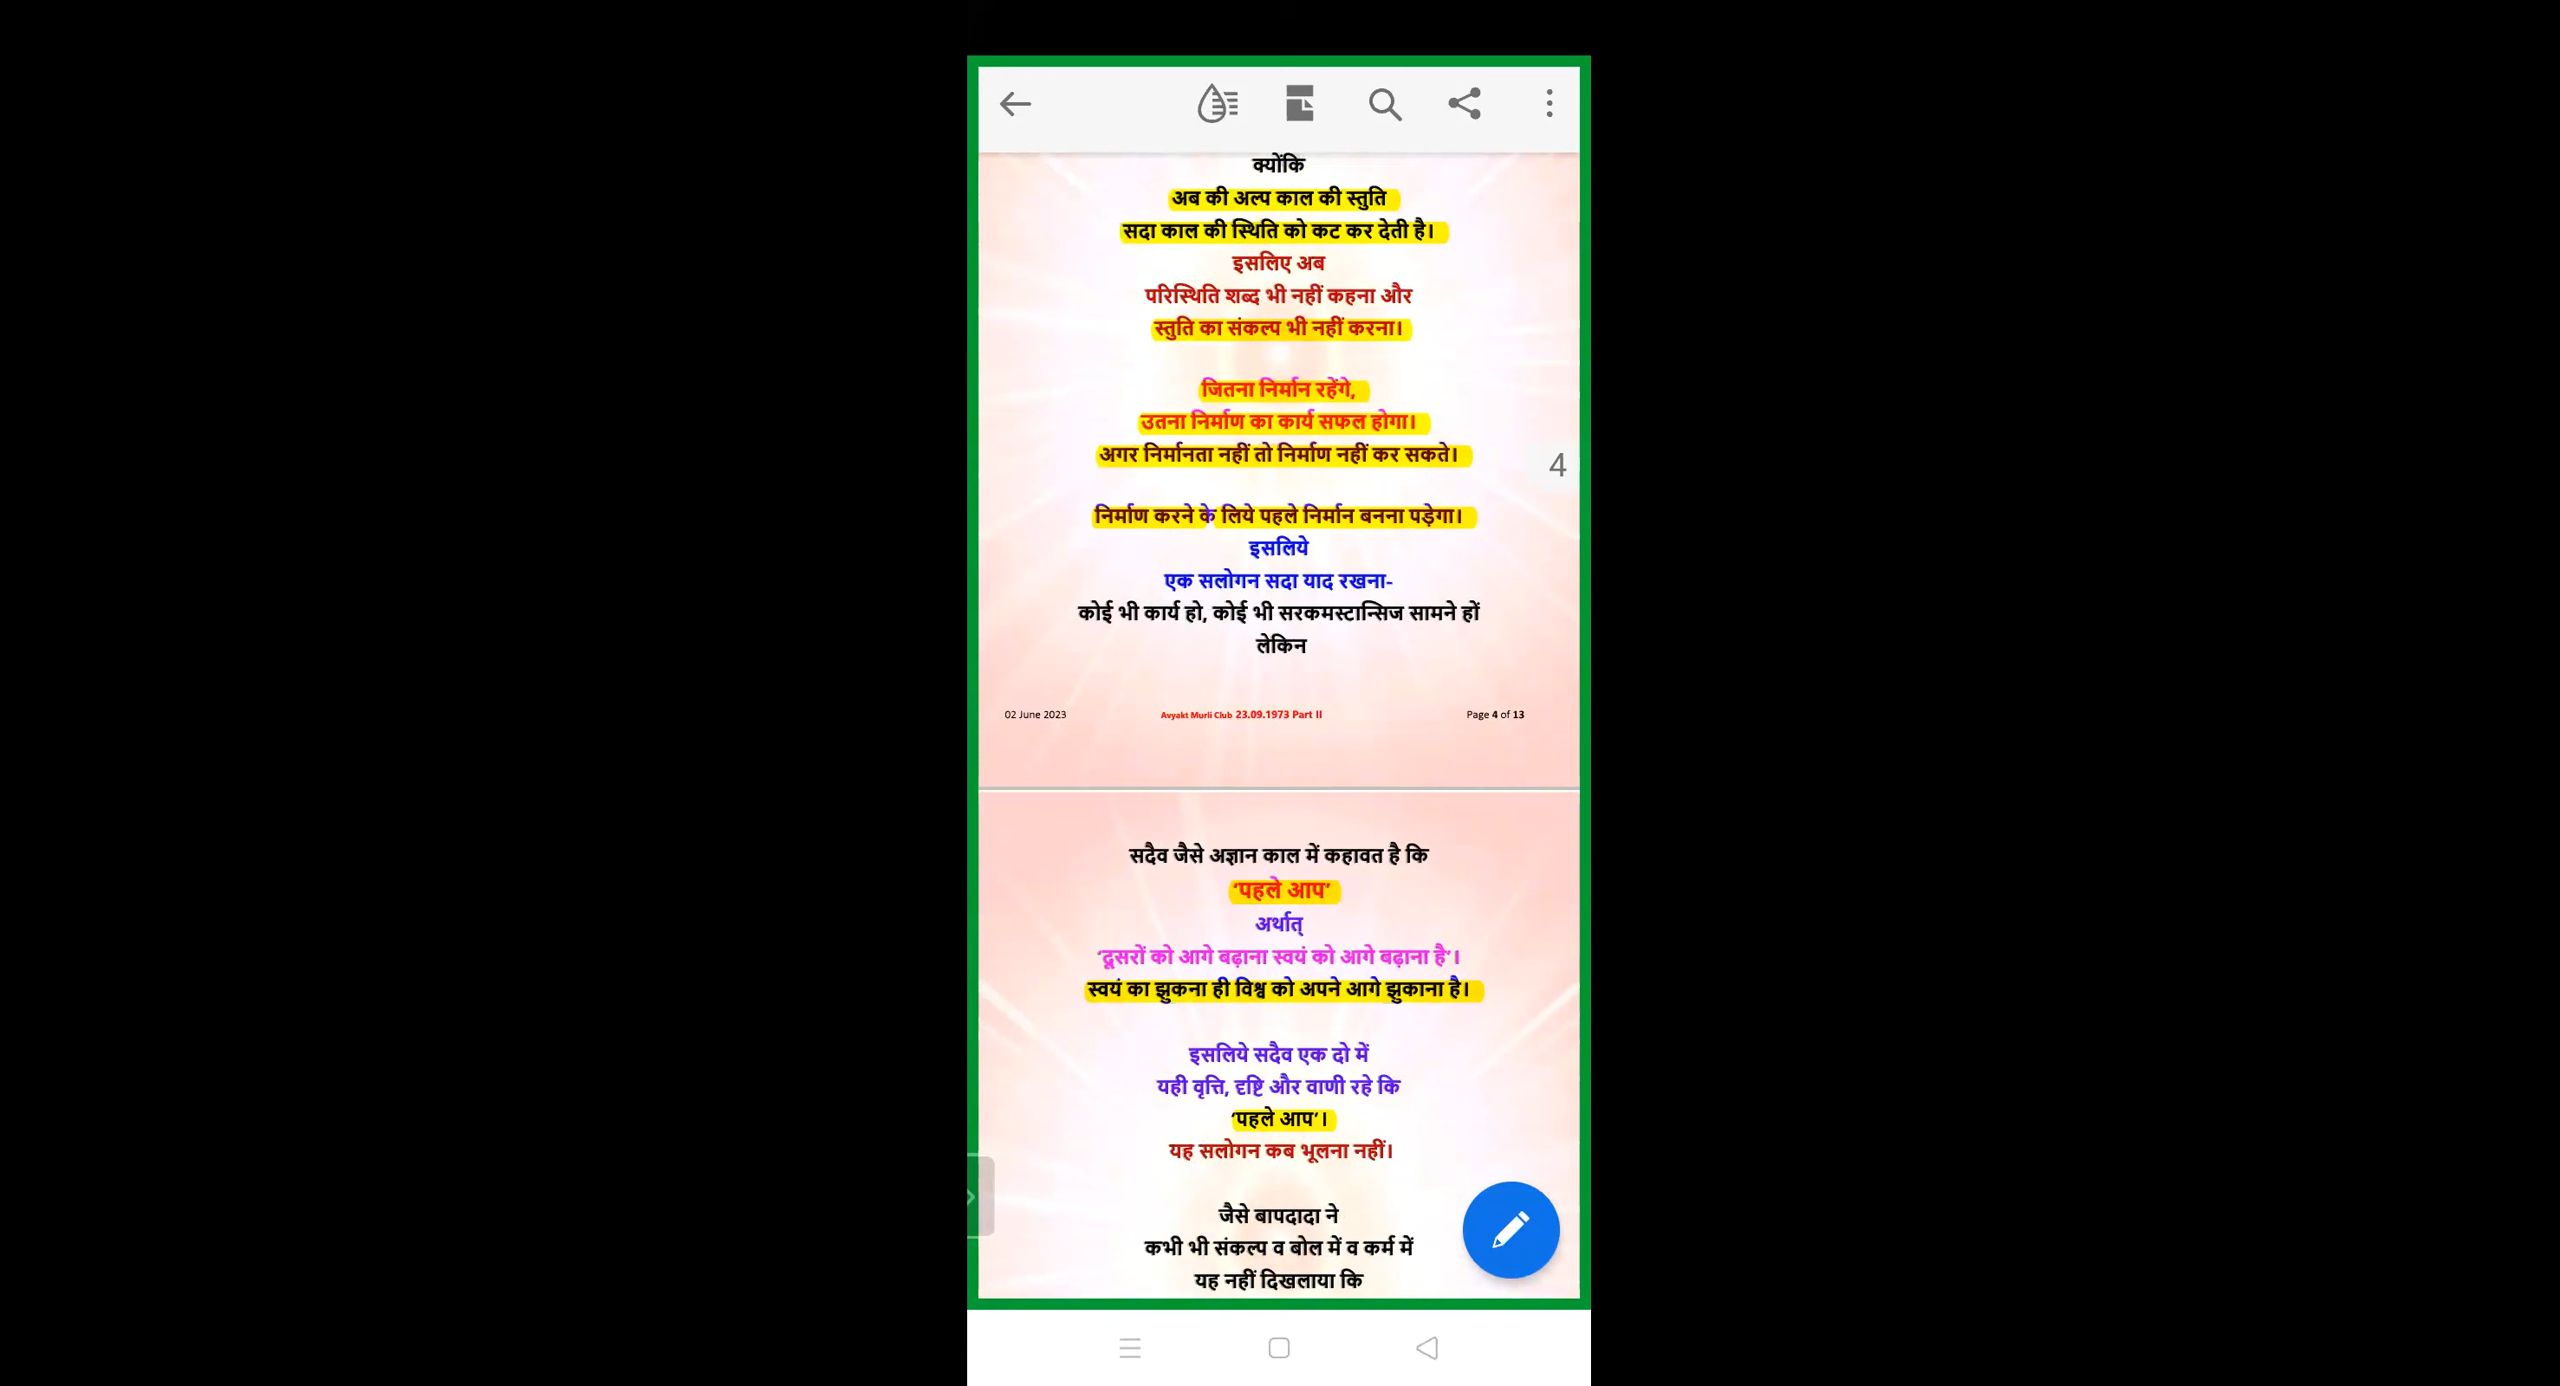 क्योंकि
अब की अल्प काल की स्तुति
सदा काल की स्थिति को कट कर देती है।
इसलिए अब
परिस्थिति शब्द भी नहीं कहना और
स्तुति का संकल्प भी नहीं करना।
जितना निर्मान रहेंगे,
उतना निर्माण का कार्य सफल होगा।
अगर निर्मानता नहीं तो निर्माण नहीं कर सकते।
4
निर्माण करने के लिये पहले निर्मान बनना पड़ेगा।
इसलिये
एक सलोगन सदा याद रखना-
कोई भी कार्य हो, कोई भी सरकमस्टान्सिज सामने हों
लेकिन
02 June 2023 Avyakt Murli Club 23.09.1973 Part II Page 4 of 13
सदैव जैसे अज्ञान काल में कहावत है कि
‘पहले आप’
अर्थात्
‘दूसरों को आगे बढ़ाना स्वयं को आगे बढ़ाना है’।
स्वयं का झुकना ही विश्व को अपने आगे झुकाना है।
इसलिये सदैव एक दो में
यही वृत्ति, दृष्टि और वाणी रहे कि
‘पहले आप’।
यह सलोगन कब भूलना नहीं।
जैसे बापदादा ने
कभी भी संकल्प व बोल में व कर्म में
यह नहीं दिखलाया कि